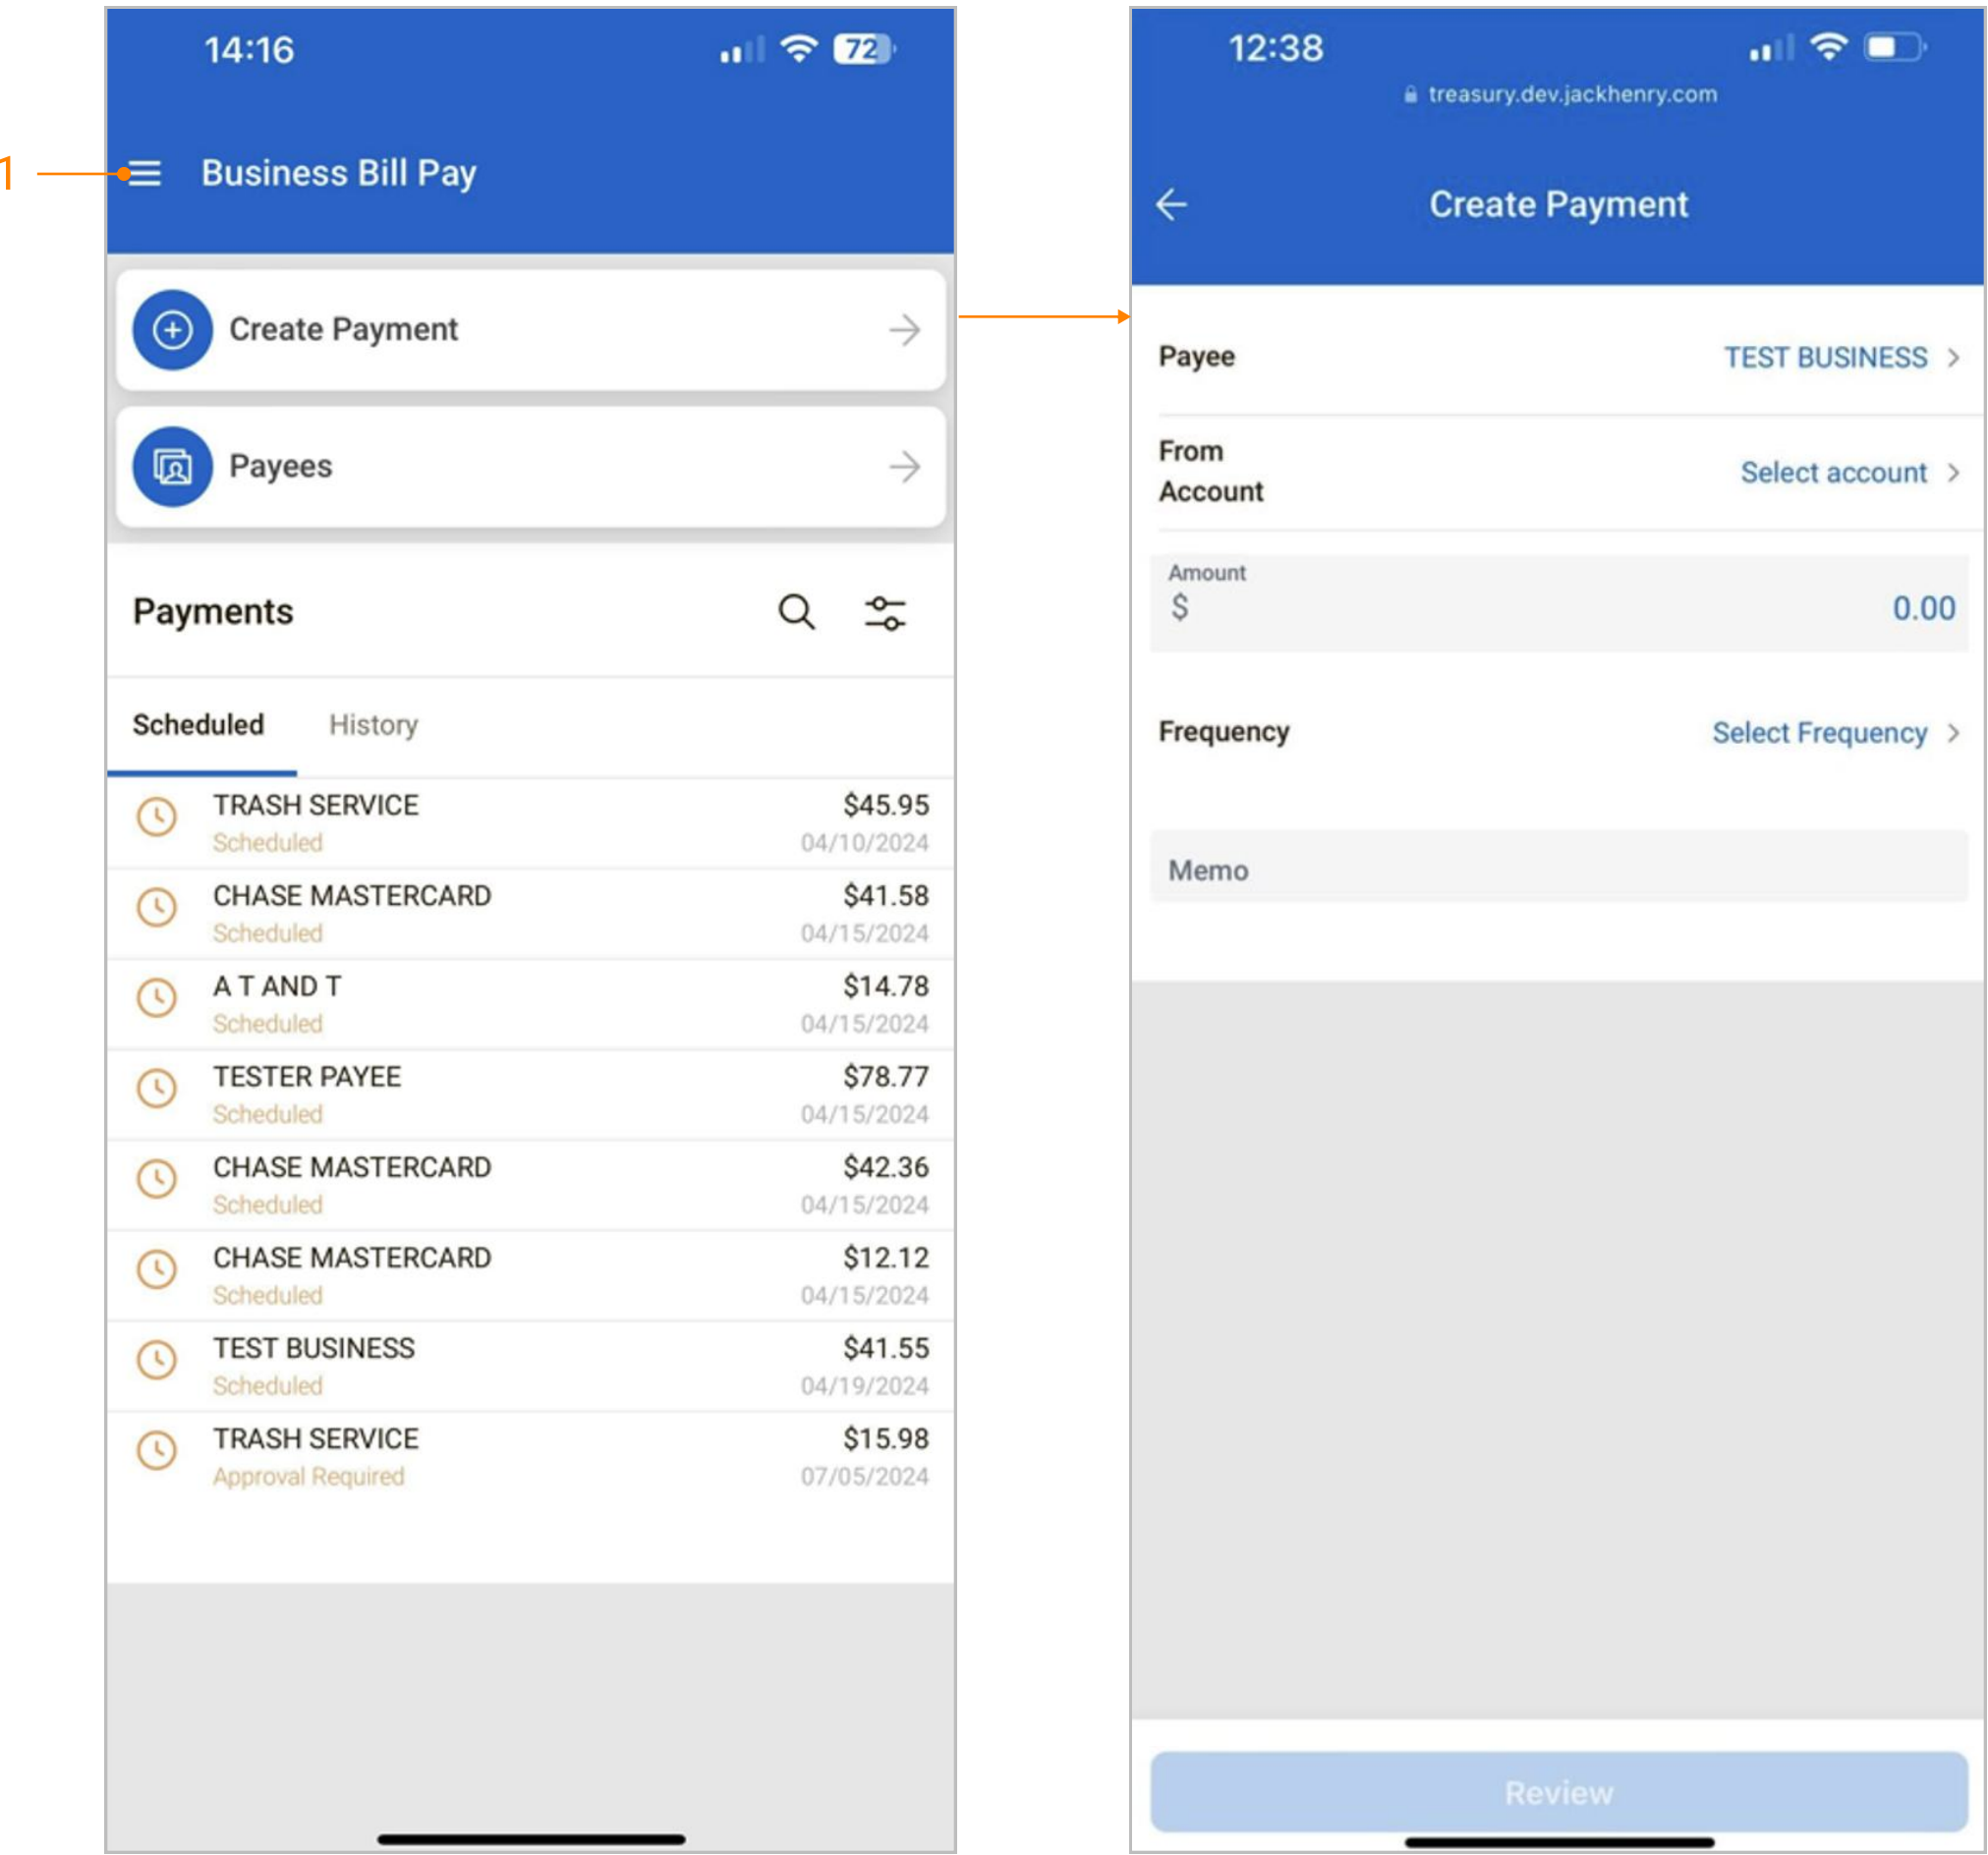 1
14:16
72
Business Bill Pay
Create Payment
Payees
Payments
Scheduled History
TRASH SERVICE $45.95
Scheduled 04/10/2024
CHASE MASTERCARD $41.58
Scheduled 04/15/2024
A T AND T $14.78
Scheduled 04/15/2024
TESTER PAYEE $78.77
Scheduled 04/15/2024
CHASE MASTERCARD $42.36
Scheduled 04/15/2024
CHASE MASTERCARD $12.12
Scheduled 04/15/2024
TEST BUSINESS $41.55
Scheduled 04/19/2024
TRASH SERVICE $15.98
Approval Required 07/05/2024
12:38
treasury.dev.jackhenry.com
Create Payment
Payee TEST BUSINESS
From
Account Select account
Amount
$ 0.00
Frequency Select Frequency
Memo
Review